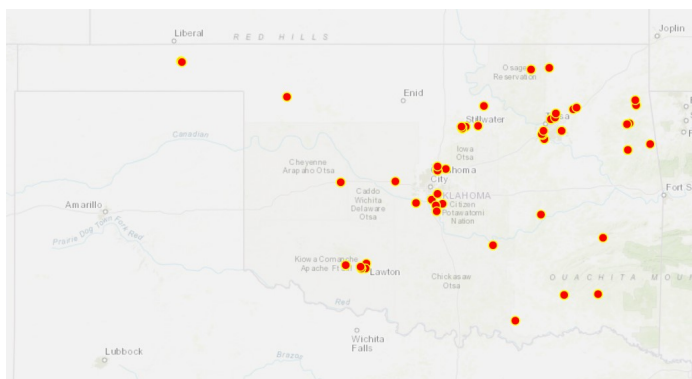 Joplin
Liberal
RED HILLS
Osage
Reservation
Enid
Stillwater
Canadian
Iowa
Otsa
Cheyenne
Arapaho Otsa
City
Caddo
Wichita
Delaware
Otsa
KLAHOMA
Citizen
Potawatomi
Nation
Fort S
Amarillo
Prairie Dog Town Fork Red
Kiowa Comanche
Apache Ft
Lawton
Chickasaw
Otsa
OUACHITA MOU
Red
Wichita
Falls
Lubbock
Brazos